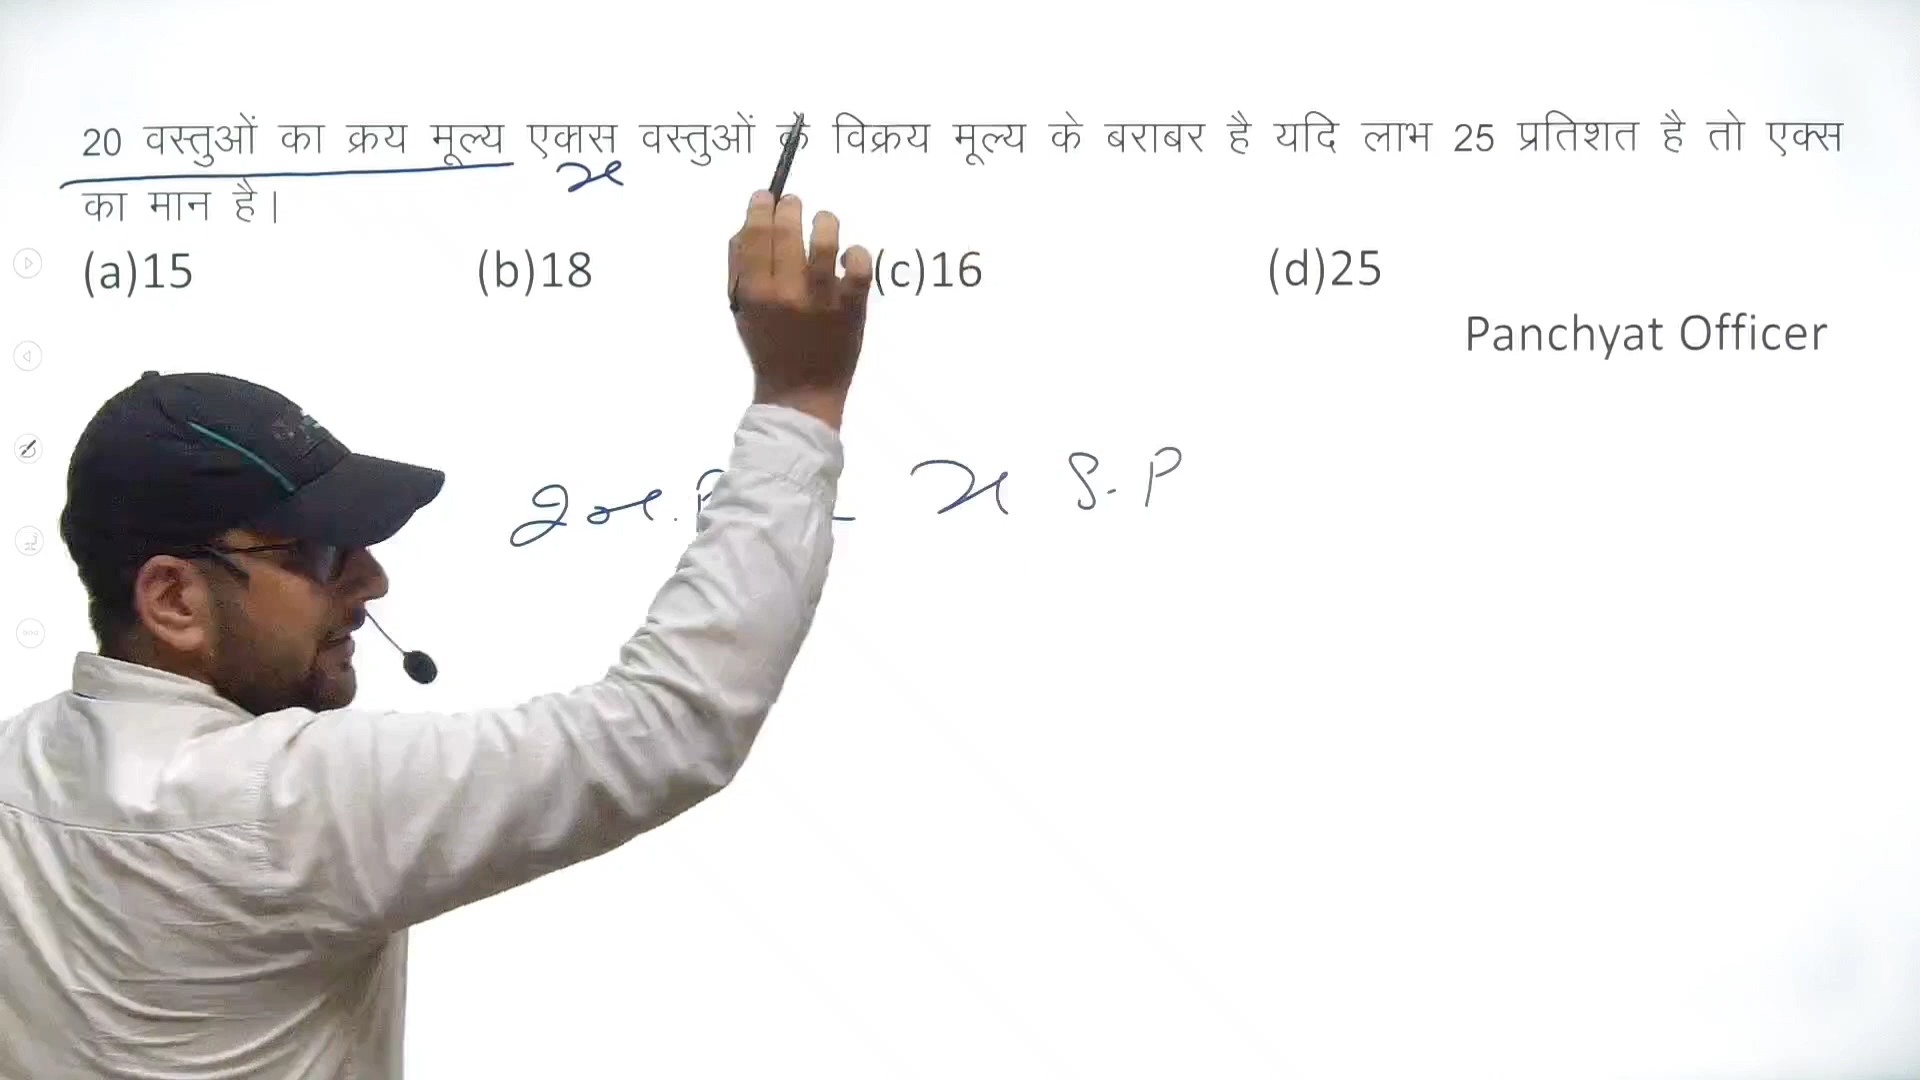 20 वस्तुओं का क्रय मूल्य एक्स वस्तुओं के विक्रय मूल्य के बराबर है यदि लाभ 25 प्रतिशत है तो एक्स
x
का मान है।
(a)15 (b)18 (c)16 (d)25
Panchyat Officer
x S.P